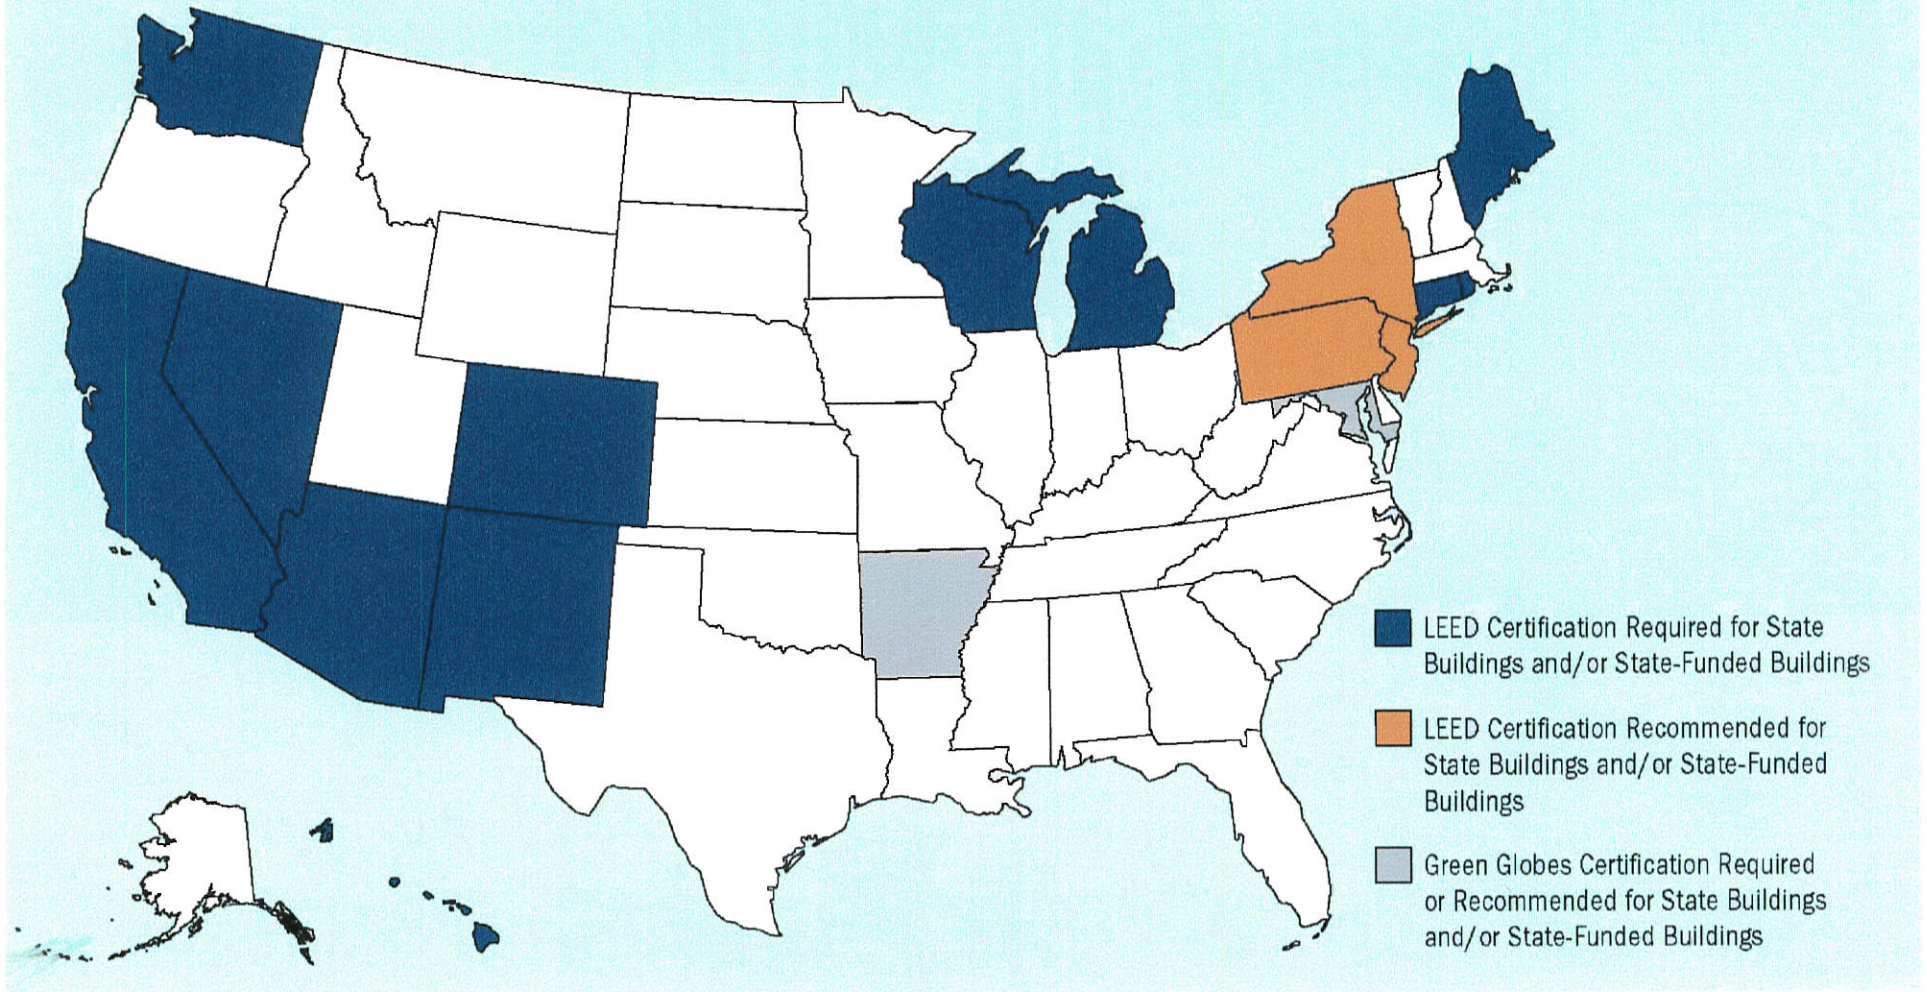 LEED Certification Required for State
Buildings and/or State-Funded Buildings
LEED Certification Recommended for
State Buildings and/or State-Funded
Buildings
Green Globes Certification Required
or Recommended for State Buildings
and/or State-Funded Buildings